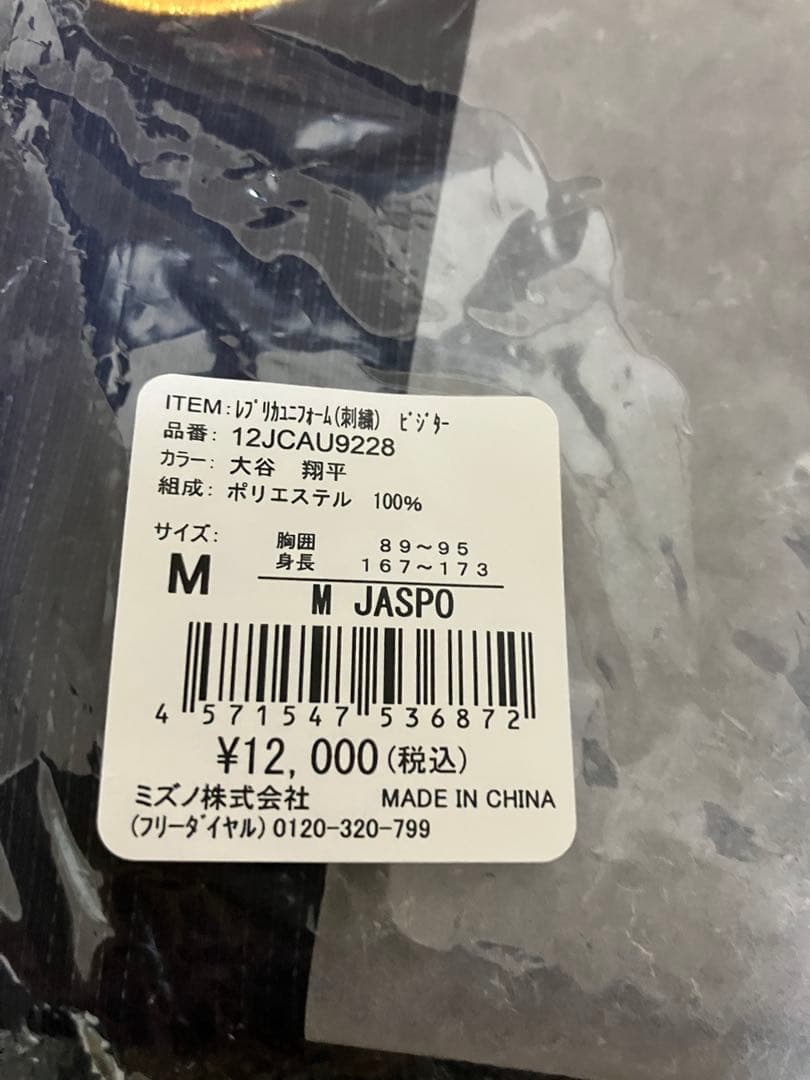 ITEM:ﾚﾌﾟﾘｶﾕﾆﾌｫｰﾑ(刺繍) ﾋﾞｼﾞﾀｰ
品番: 12JCAU9228
カラー: 大谷 翔平
組成: ポリエステル 100%
サイズ:
M
胸囲 89～95
身長 167～173
M JASPO
4 571547 536872
¥12,000(税込)
ミズノ株式会社 MADE IN CHINA
(フリーダイヤル)0120-320-799